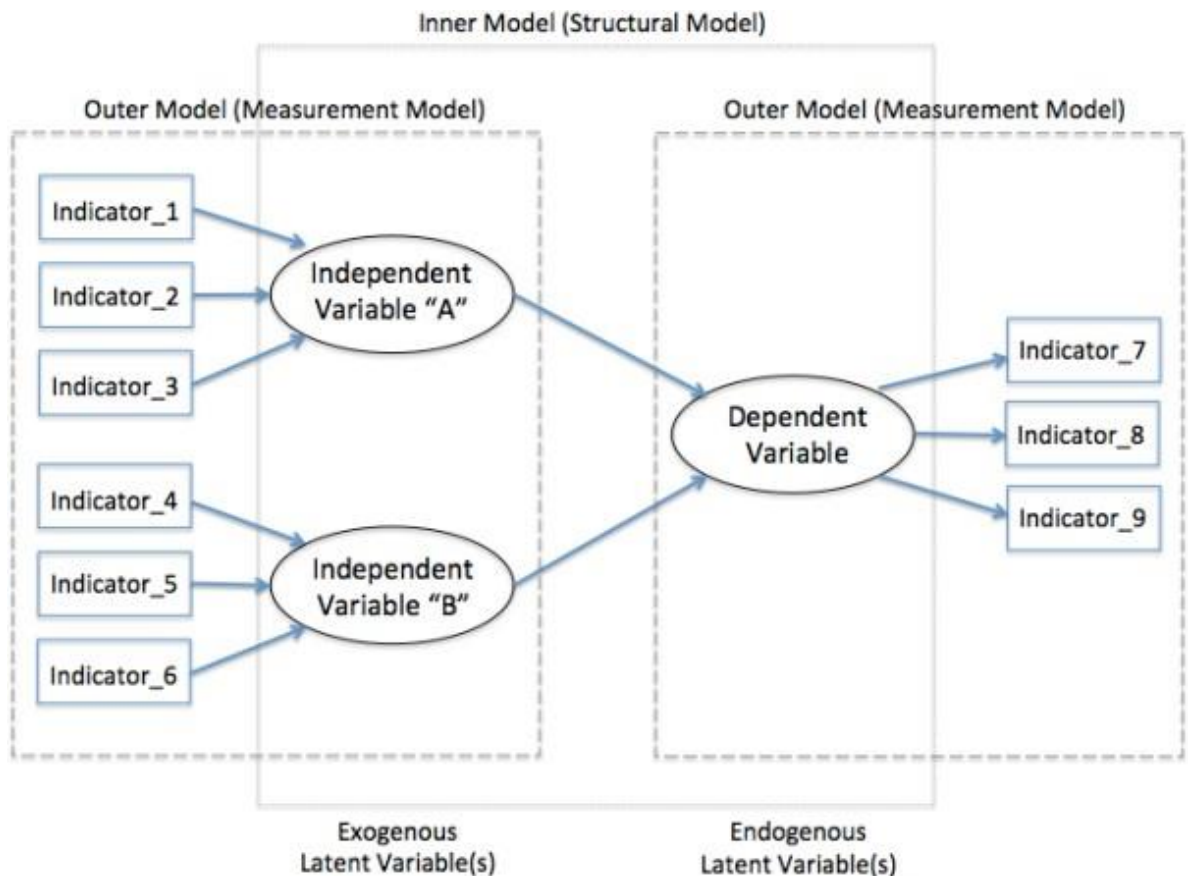 Inner Model (Structural Model)
Outer Model (Measurement Model)
Outer Model (Measurement Model)
Indicator_1
Indicator_2
Indicator_3
Independent
Variable “A”
Indicator_4
Indicator_5
Indicator_6
Independent
Variable “B”
Dependent
Variable
Indicator_7
Indicator_8
Indicator_9
Exogenous
Latent Variable(s)
Endogenous
Latent Variable(s)